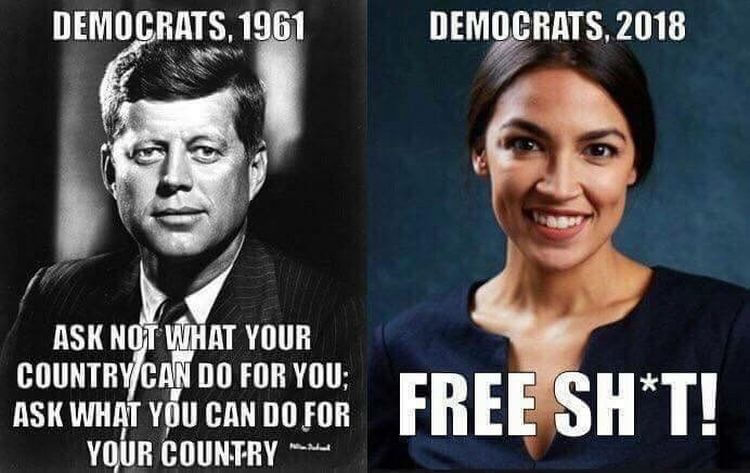 DEMOCRATS, 1961
ASK NOT WHAT YOUR
COUNTRY CAN DO FOR YOU;
ASK WHAT YOU CAN DO FOR
YOUR COUNTRY
DEMOCRATS, 2018
FREE SH*T!